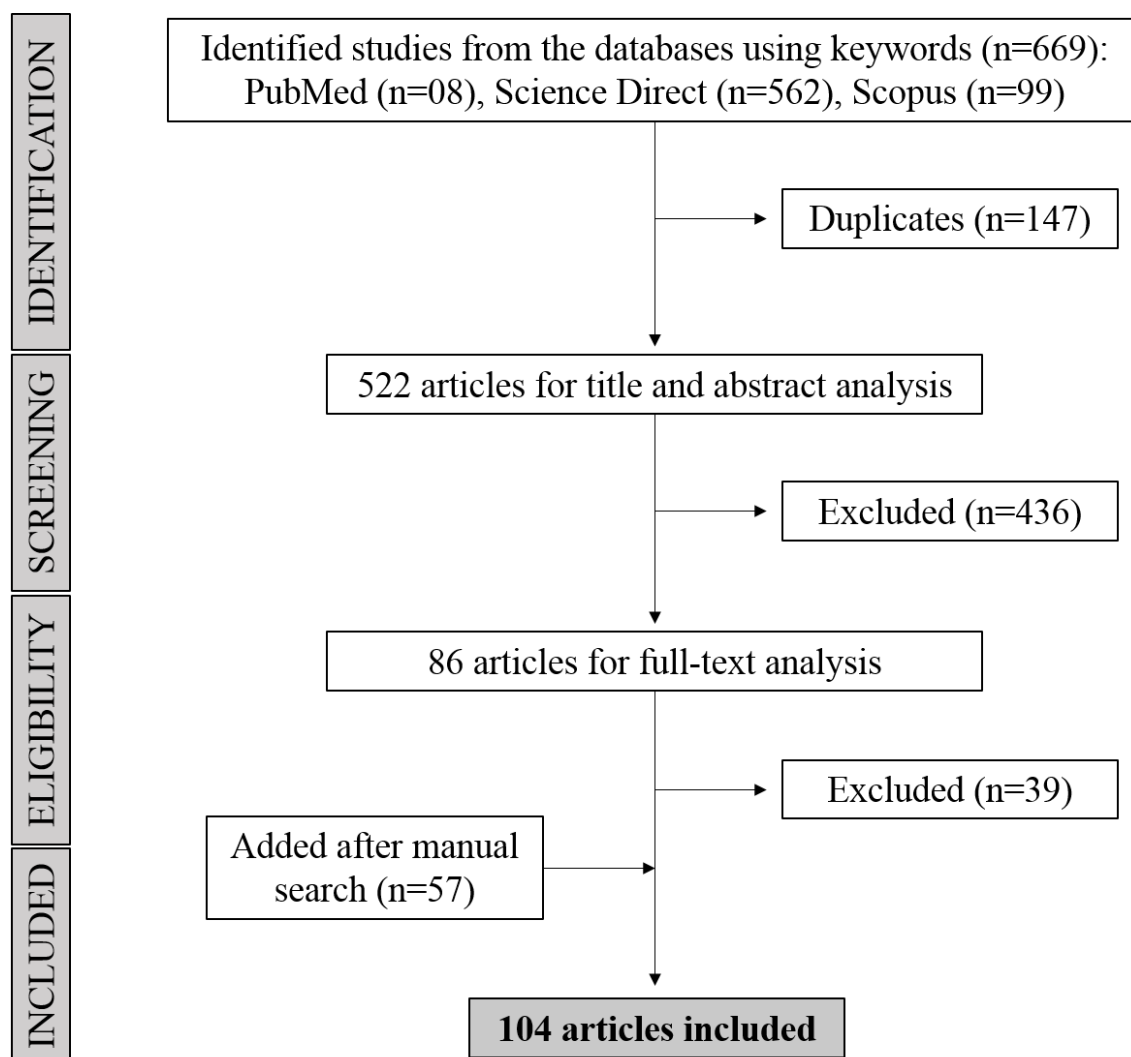 IDENTIFICATION
Identified studies from the databases using keywords (n=669):
PubMed (n=08), Science Direct (n=562), Scopus (n=99)
Duplicates (n=147)
SCREENING
522 articles for title and abstract analysis
Excluded (n=436)
ELIGIBILITY
86 articles for full-text analysis
Excluded (n=39)
Added after manual
search (n=57)
INCLUDED
104 articles included